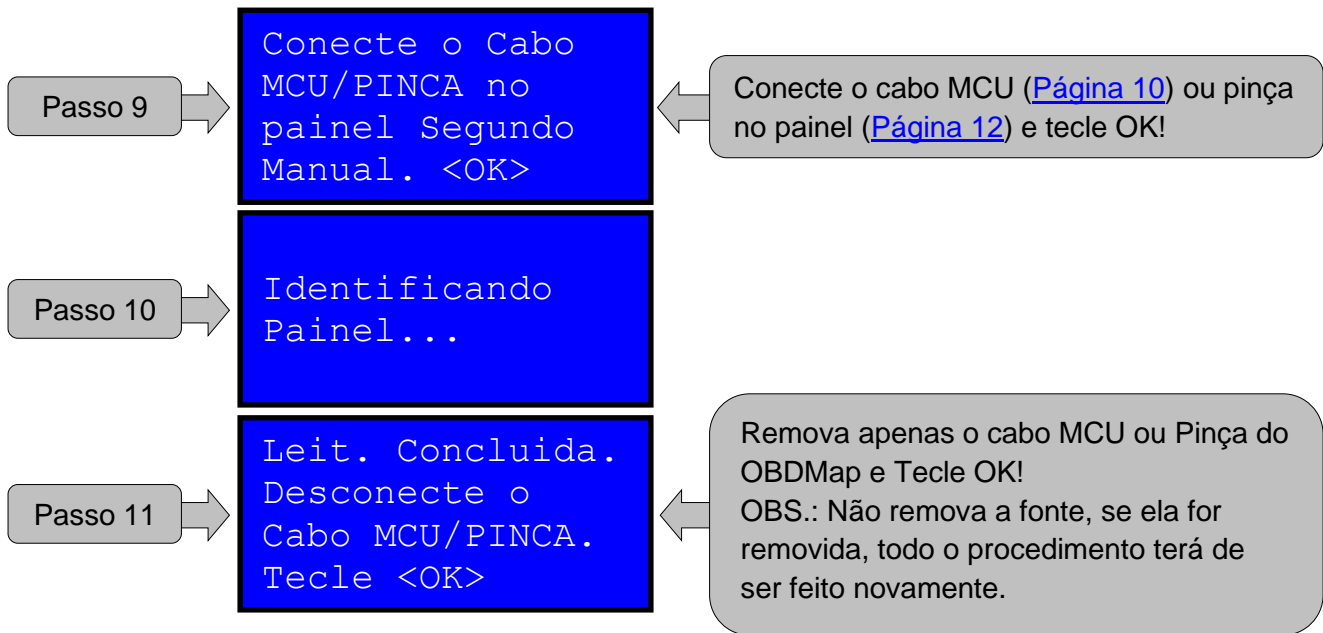 Passo 9
Conecte o Cabo
MCU/PINCA no
painel Segundo
Manual. <OK>
Conecte o cabo MCU (Página 10) ou pinça
no painel (Página 12) e tecle OK!
Passo 10
Identificando
Painel...
Passo 11
Leit. Concluida.
Desconecte o
Cabo MCU/PINCA.
Tecle <OK>
Remova apenas o cabo MCU ou Pinça do
OBDMap e Tecle OK!
OBS.: Não remova a fonte, se ela for
removida, todo o procedimento terá de
ser feito novamente.